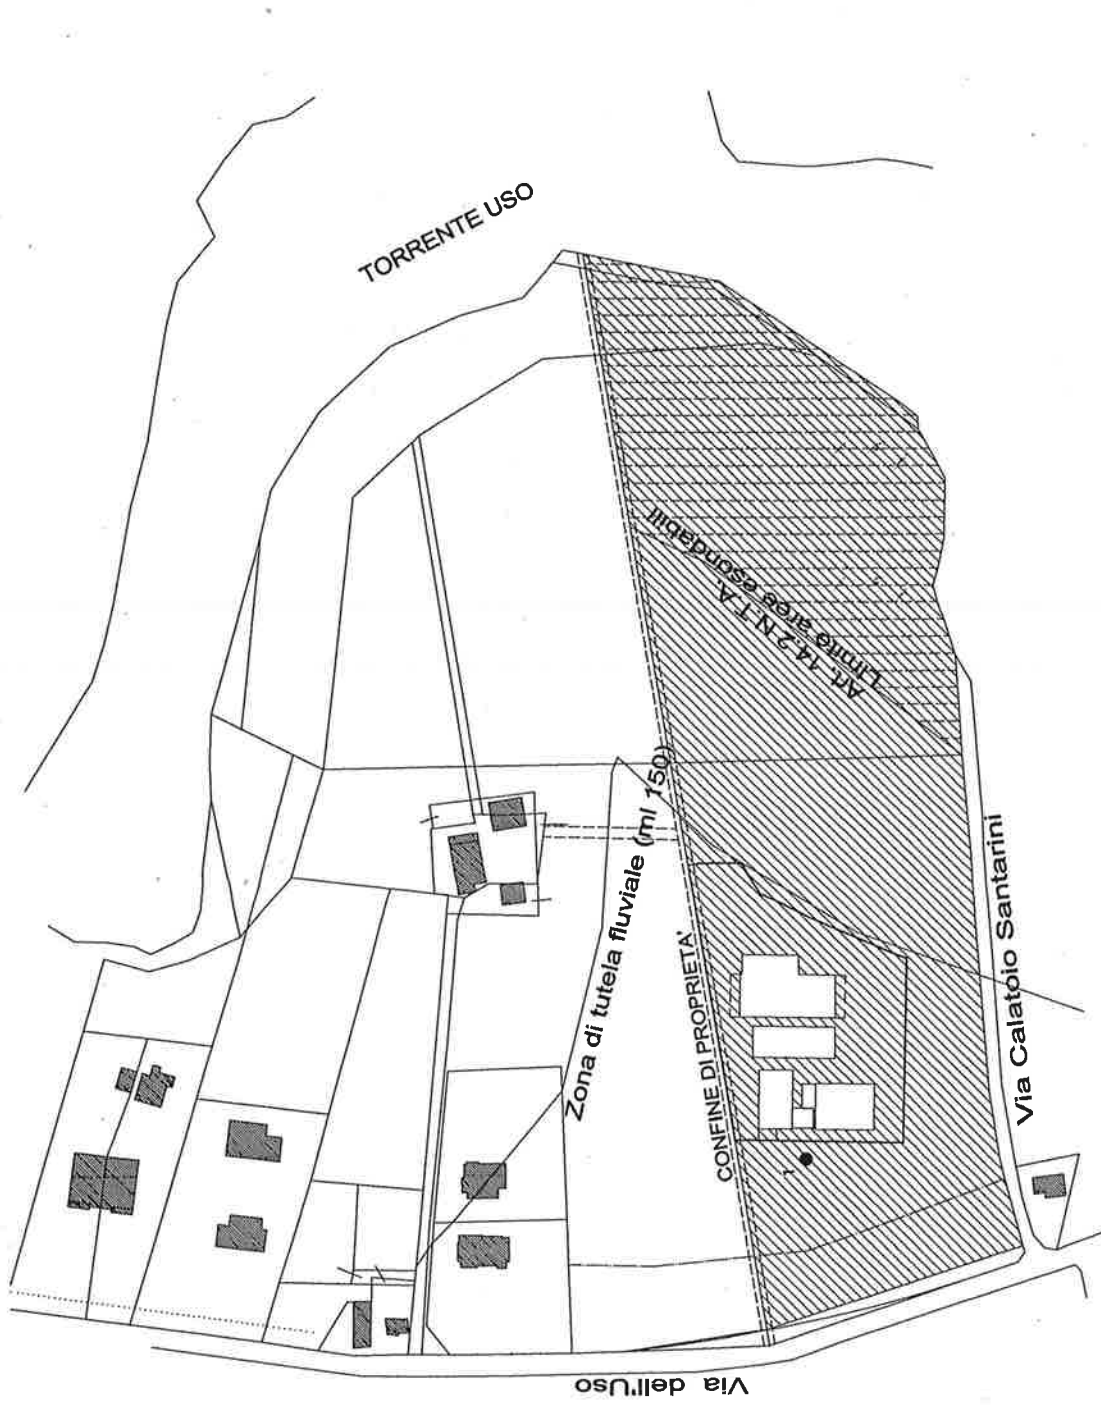 TORRENTE USO
Art. 14.2 N.T.A.
Limite aree esondabili
Zona di tutela fluviale (ml 150)
CONFINE DI PROPRIETA'
Via Calatoio Santarini
1
Via dell'Uso